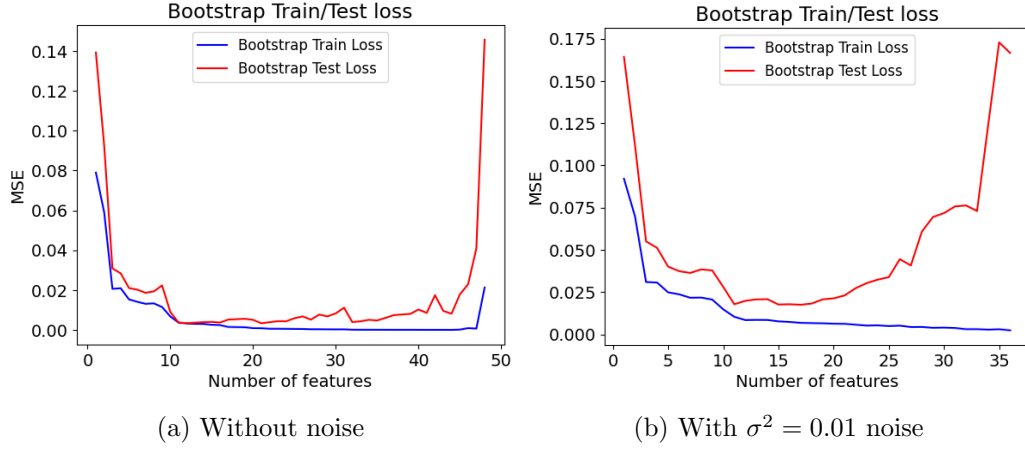 Bootstrap Train/Test loss
Bootstrap Train Loss
Bootstrap Test Loss
MSE
0.14
0.12
0.10
0.08
0.06
0.04
0.02
0.00
0 10 20 30 40 50
Number of features
(a) Without noise
Bootstrap Train/Test loss
Bootstrap Train Loss
Bootstrap Test Loss
MSE
0.175
0.150
0.125
0.100
0.075
0.050
0.025
0.000
0 5 10 15 20 25 30 35
Number of features
(b) With σ² = 0.01 noise